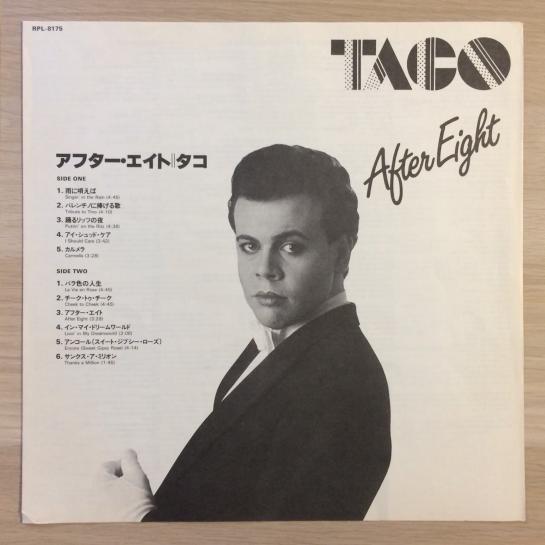 RPL-8175
TACO
After Eight
アフター・エイト‖タコ
SIDE ONE
1. 雨に唄えば
Singin' in the Rain (4:45)
2. バレンチノに捧げる歌
Tribute to Tino (4:10)
3. 踊るリッツの夜
Puttin' on the Ritz (4:38)
4. アイ・シュッド・ケア
I Should Care (3:42)
5. カルメラ
Carmella (3:28)
SIDE TWO
1. バラ色の人生
La Vie en Rose (4:45)
2. チーク・トゥ・チーク
Cheek to Cheek (4:45)
3. アフター・エイト
After Eight (3:29)
4. イン・マイ・ドリームワールド
Livin' in My Dreamworld (3:06)
5. アンコール(スイート・ジプシー・ローズ)
Encore (Sweet Gipsy Rose) (4:14)
6. サンクス・ア・ミリオン
Thanks a Million (1:45)